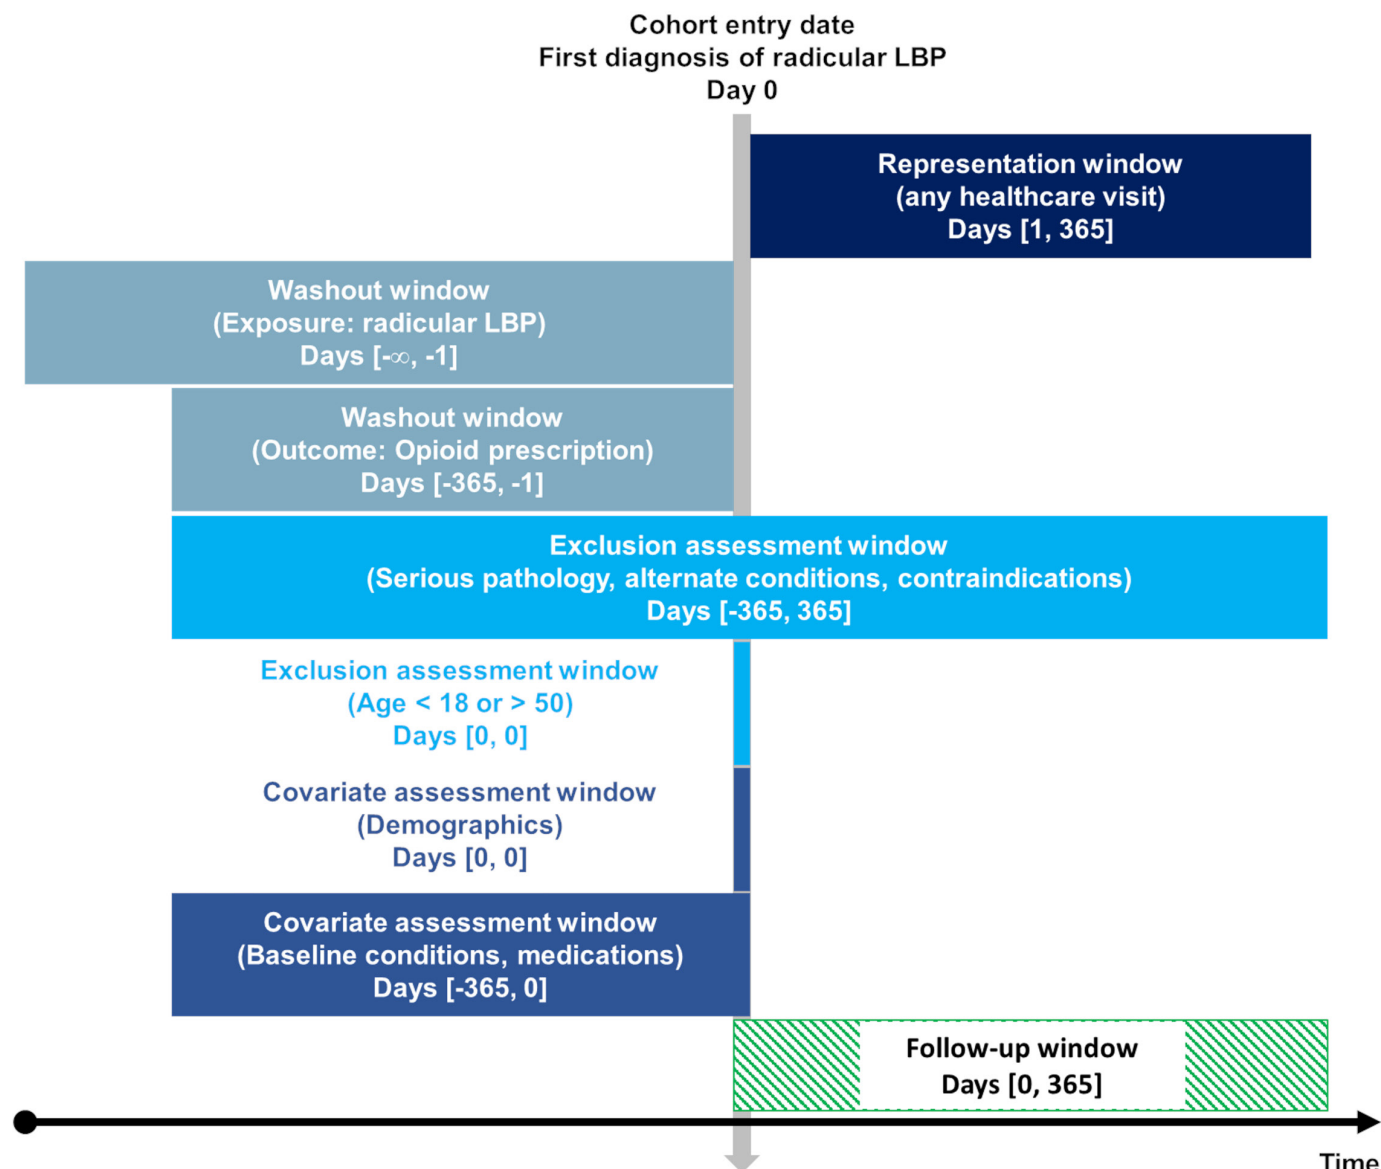 Cohort entry date
First diagnosis of radicular LBP
Day 0
Representation window
(any healthcare visit)
Days [1, 365]
Washout window
(Exposure: radicular LBP)
Days [-∞, -1]
Washout window
(Outcome: Opioid prescription)
Days [-365, -1]
Exclusion assessment window
(Serious pathology, alternate conditions, contraindications)
Days [-365, 365]
Exclusion assessment window
(Age < 18 or > 50)
Days [0, 0]
Covariate assessment window
(Demographics)
Days [0, 0]
Covariate assessment window
(Baseline conditions, medications)
Days [-365, 0]
Follow-up window
Days [0, 365]
Time